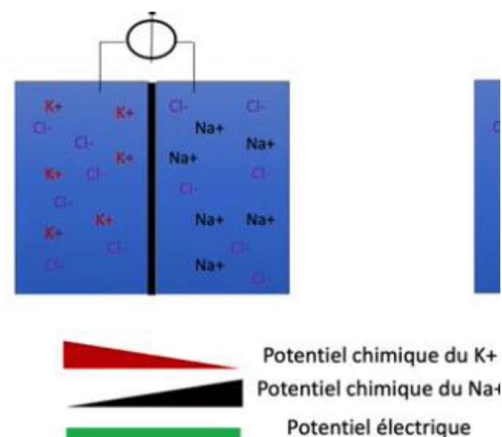 K+ K+ Cl- Cl-
Cl- Na+
Cl- Na+
K+ Na+
K+ Cl- Cl-
Cl- Cl-
K+ Na+ Na+
K+ Cl-
Cl- Na+ Cl-
Potentiel chimique du K+
Potentiel chimique du Na+
Potentiel électrique